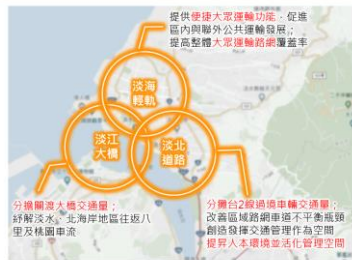 提供便捷大眾運輸功能，促進
區內與聯外公共運輸發展；
提高整體大眾運輸路網覆蓋率
淡海
輕軌
淡江
大橋
淡北
道路
分擔關渡大橋交通量；
紓解淡水、北海岸地區往返八
里及桃園車流
分攤台2線過境車輛交通量；
改善區域路網車道不平衡瓶頸
創造發揮交通管理作為空間
提昇人本環境並活化管理空間